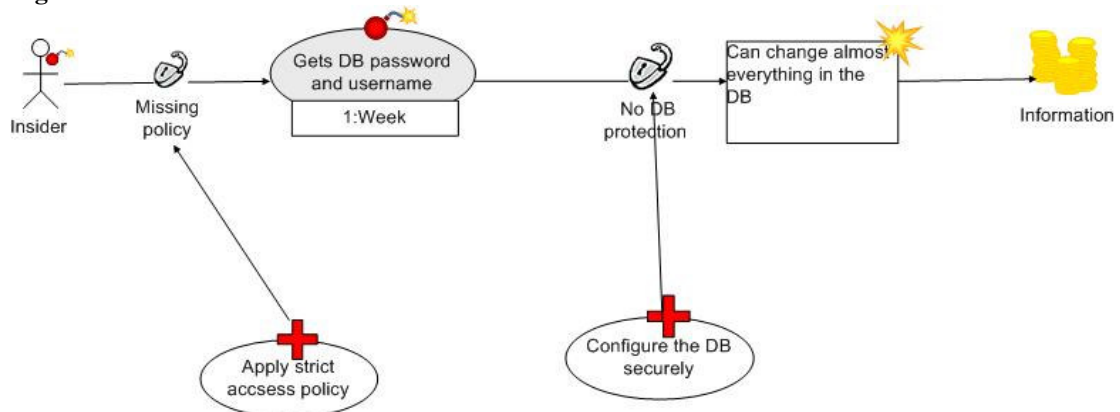 Insider
Missing
policy
Gets DB password
and username
1:Week
No DB
protection
Can change almost
everything in the
DB
Information
Apply strict
accsess policy
Configure the DB
securely